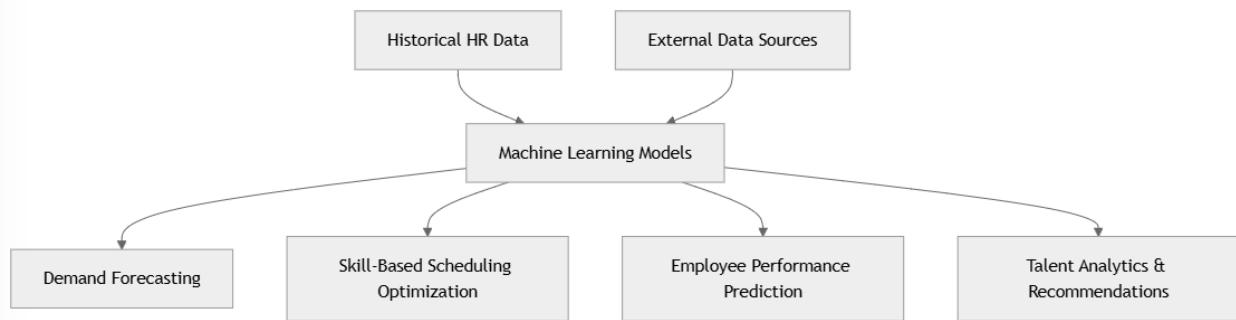 Historical HR Data
External Data Sources
Machine Learning Models
Demand Forecasting
Skill-Based Scheduling
Optimization
Employee Performance
Prediction
Talent Analytics &
Recommendations